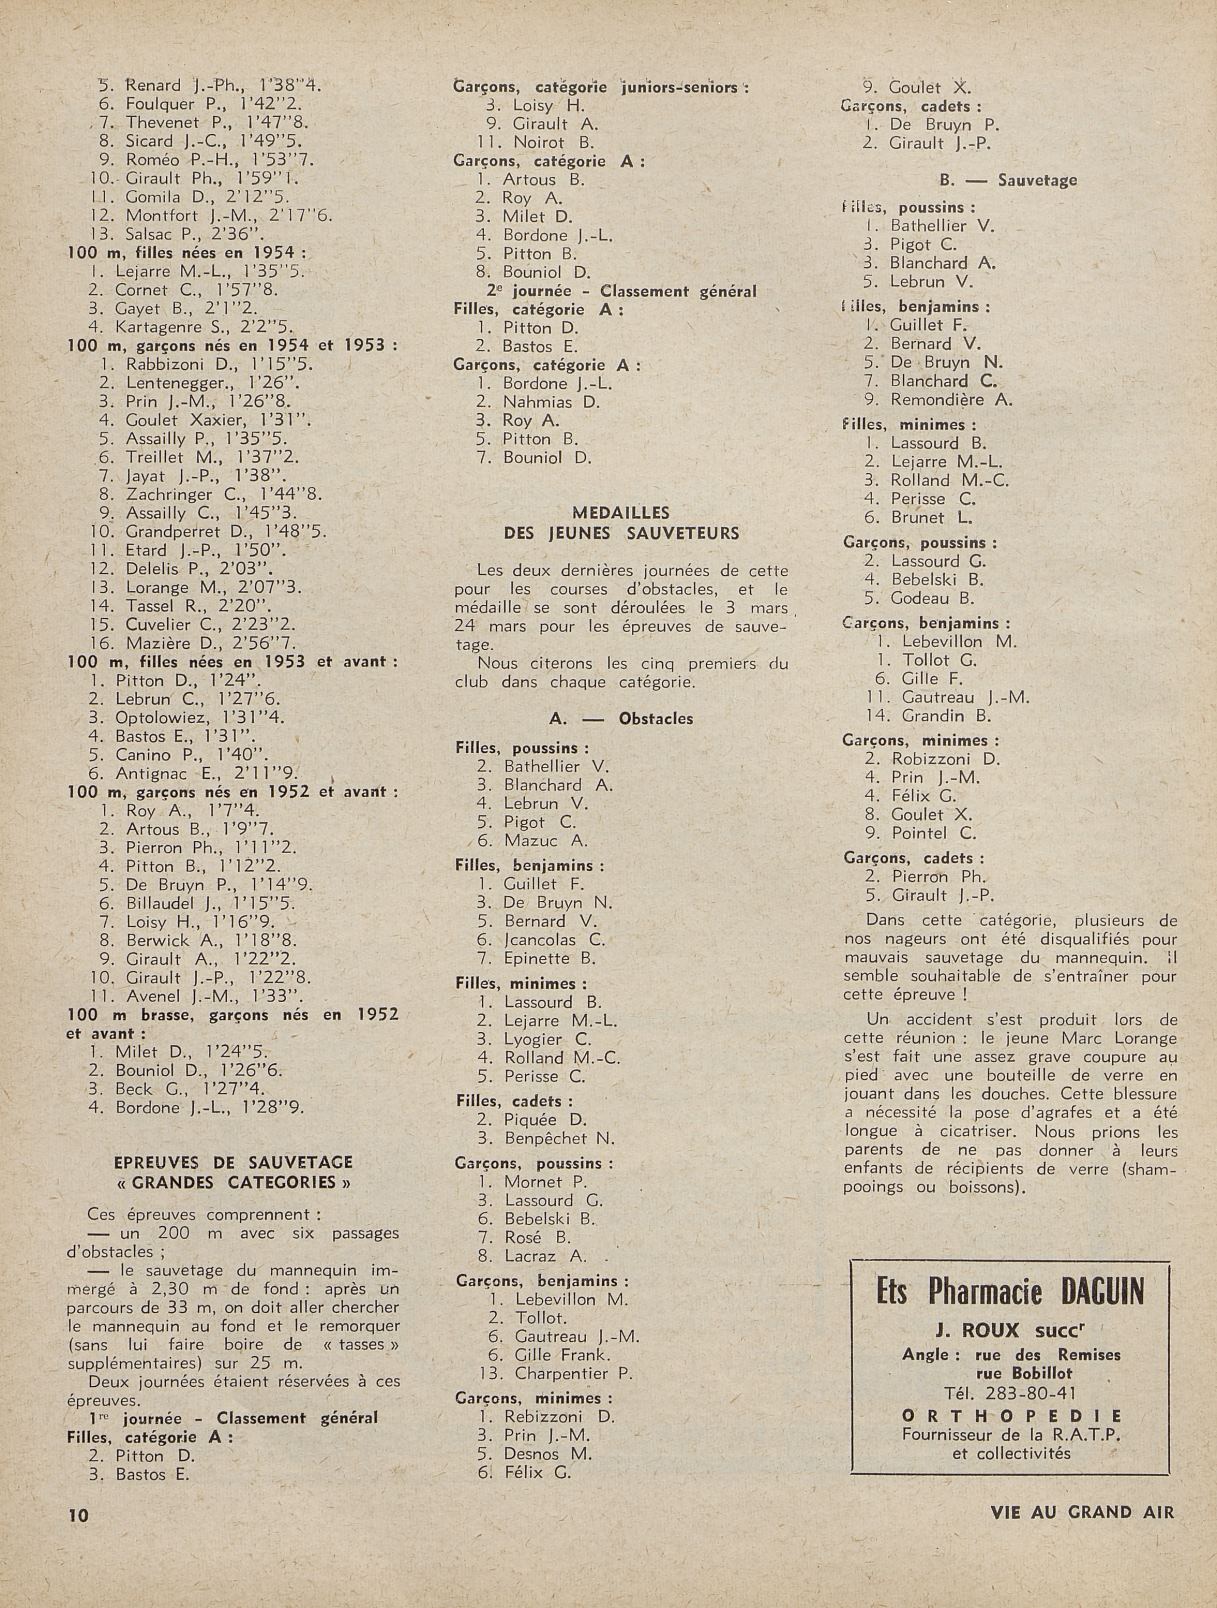 5. Renard J.-Ph., 1'38"4.
6. Foulquer P., 1'42"2.
7. Thevenet P., 1'47"8.
8. Sicard J.-C., 1'49"5.
9. Roméo P.-H., 1'53"7.
10. Girault Ph., 1'59"1.
11. Gomila D., 2'12"5.
12. Montfort J.-M., 2'17"6.
13. Salsac P., 2'36".
100 m, filles nées en 1954 :
1. Lejarre M.-L., 1'35"5.
2. Cornet C., 1'57"8.
3. Gayet B., 2'1"2.
4. Kartagenre S., 2'2"5.
100 m, garçons nés en 1954 et 1953 :
1. Rabbizoni D., 1'15"5.
2. Lentenegger., 1'26".
3. Prin J.-M., 1'26"8.
4. Goulet Xaxier, 1'31".
5. Assailly P., 1'35"5.
6. Treillet M., 1'37"2.
7. Jayat J.-P., 1'38".
8. Zachringer C., 1'44"8.
9. Assailly C., 1'45"3.
10. Grandperret D., 1'48"5.
11. Etard J.-P., 1'50".
12. Delelis P., 2'03".
13. Lorange M., 2'07"3.
14. Tassel R., 2'20".
15. Cuvelier C., 2'23"2.
16. Mazière D., 2'56"7.
100 m, filles nées en 1953 et avant :
1. Pitton D., 1'24".
2. Lebrun C., 1'27"6.
3. Optolowiez, 1'31"4.
4. Bastos E., 1'31".
5. Canino P., 1'40".
6. Antignac E., 2'11"9.
100 m, garçons nés en 1952 et avant :
1. Roy A., 1'7"4.
2. Artous B., 1'9"7.
3. Pierron Ph., 1'11"2.
4. Pitton B., 1'12"2.
5. De Bruyn P., 1'14"9.
6. Billaudel J., 1'15"5.
7. Loisy H., 1'16"9.
8. Berwick A., 1'18"8.
9. Girault A., 1'22"2.
10. Girault J.-P., 1'22"8.
11. Avenel J.-M., 1'33".
100 m brasse, garçons nés en 1952
et avant :
1. Milet D., 1'24"5.
2. Bouniol D., 1'26"6.
3. Beck G., 1'27"4.
4. Bordone J.-L., 1'28"9.
EPREUVES DE SAUVETAGE
« GRANDES CATEGORIES »
Ces épreuves comprennent :
— un 200 m avec six passages
d'obstacles ;
— le sauvetage du mannequin im-
mergé à 2,30 m de fond : après un
parcours de 33 m, on doit aller chercher
le mannequin au fond et le remorquer
(sans lui faire boire de « tasses »
supplémentaires) sur 25 m.
Deux journées étaient réservées à ces
épreuves.
1re journée - Classement général
Filles, catégorie A :
2. Pitton D.
3. Bastos E.
Garçons, catégorie juniors-seniors :
3. Loisy H.
9. Girault A.
11. Noirot B.
Garçons, catégorie A :
1. Artous B.
2. Roy A.
3. Milet D.
4. Bordone J.-L.
5. Pitton B.
8. Bouniol D.
2e journée - Classement général
Filles, catégorie A :
1. Pitton D.
2. Bastos E.
Garçons, catégorie A :
1. Bordone J.-L.
2. Nahmias D.
3. Roy A.
5. Pitton B.
7. Bouniol D.
MEDAILLES
DES JEUNES SAUVETEURS
Les deux dernières journées de cette
pour les courses d'obstacles, et le
médaille se sont déroulées le 3 mars
24 mars pour les épreuves de sauve-
tage.
Nous citerons les cinq premiers du
club dans chaque catégorie.
A. — Obstacles
Filles, poussins :
2. Bathellier V.
3. Blanchard A.
4. Lebrun V.
5. Pigot C.
6. Mazuc A.
Filles, benjamins :
1. Guillet F.
3. De Bruyn N.
5. Bernard V.
6. Jcancolas C.
7. Epinette B.
Filles, minimes :
1. Lassourd B.
2. Lejarre M.-L.
3. Lyogier C.
4. Rolland M.-C.
5. Perisse C.
Filles, cadets :
2. Piquée D.
3. Benpêchet N.
Garçons, poussins :
1. Mornet P.
3. Lassourd G.
6. Bebelski B.
7. Rosé B.
8. Lacraz A.
Garçons, benjamins :
1. Lebevillon M.
2. Tollot.
6. Gautreau J.-M.
6. Gille Frank.
13. Charpentier P.
Garçons, minimes :
1. Rebizzoni D.
3. Prin J.-M.
5. Desnos M.
6. Félix G.
9. Goulet X.
Garçons, cadets :
1. De Bruyn P.
2. Girault J.-P.
B. — Sauvetage
Filles, poussins :
1. Bathellier V.
3. Pigot C.
3. Blanchard A.
5. Lebrun V.
Filles, benjamins :
1. Guillet F.
2. Bernard V.
5. De Bruyn N.
7. Blanchard C.
9. Remondière A.
Filles, minimes :
1. Lassourd B.
2. Lejarre M.-L.
3. Rolland M.-C.
4. Perisse C.
6. Brunet L.
Garçons, poussins :
2. Lassourd G.
4. Bebelski B.
5. Godeau B.
Garçons, benjamins :
1. Lebevillon M.
1. Tollot G.
6. Gille F.
11. Gautreau J.-M.
14. Grandin B.
Garçons, minimes :
2. Robizzoni D.
4. Prin J.-M.
4. Félix G.
8. Goulet X.
9. Pointel C.
Garçons, cadets :
2. Pierron Ph.
5. Girault J.-P.
Dans cette catégorie, plusieurs de
nos nageurs ont été disqualifiés pour
mauvais sauvetage du mannequin. Il
semble souhaitable de s'entraîner pour
cette épreuve !
Un accident s'est produit lors de
cette réunion : le jeune Marc Lorange
s'est fait une assez grave coupure au
pied avec une bouteille de verre en
jouant dans les douches. Cette blessure
a nécessité la pose d'agrafes et a été
longue à cicatriser. Nous prions les
parents de ne pas donner à leurs
enfants de récipients de verre (sham-
pooings ou boissons).
Ets Pharmacie DAGUIN
J. ROUX succr
Angle : rue des Remises
rue Bobillot
Tél. 283-80-41
ORTHOPEDIE
Fournisseur de la R.A.T.P.
et collectivités
10
VIE AU GRAND AIR